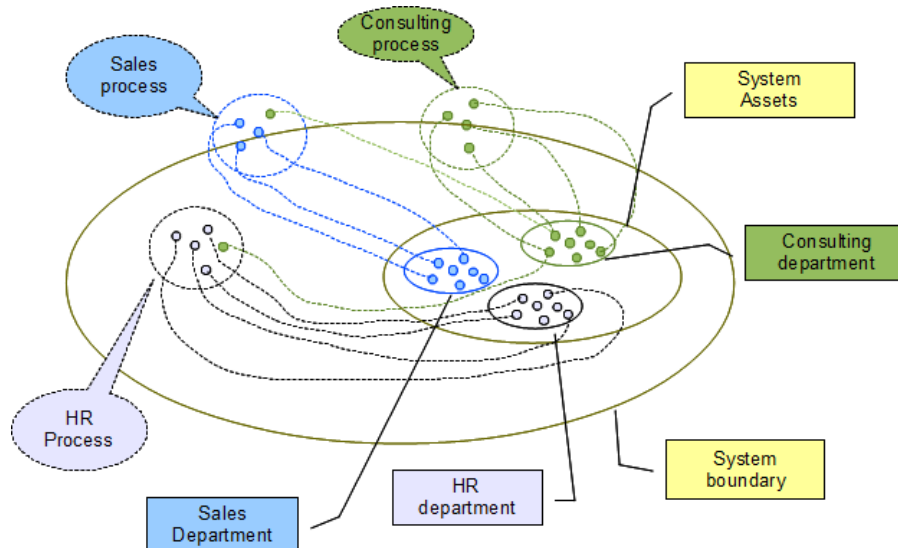 Consulting
process
Sales
process
System
Assets
Consulting
department
HR
Process
System
boundary
HR
department
Sales
Department